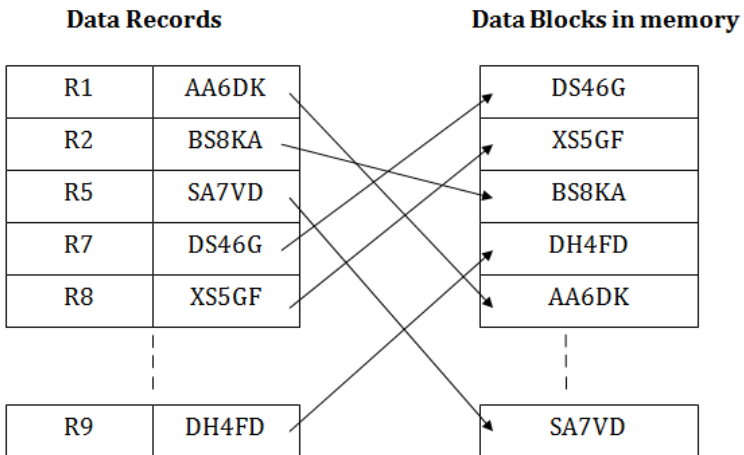 Data Records Data Blocks in memory
R1 AA6DK DS46G
R2 BS8KA XS5GF
R5 SA7VD BS8KA
R7 DS46G DH4FD
R8 XS5GF AA6DK
R9 DH4FD SA7VD